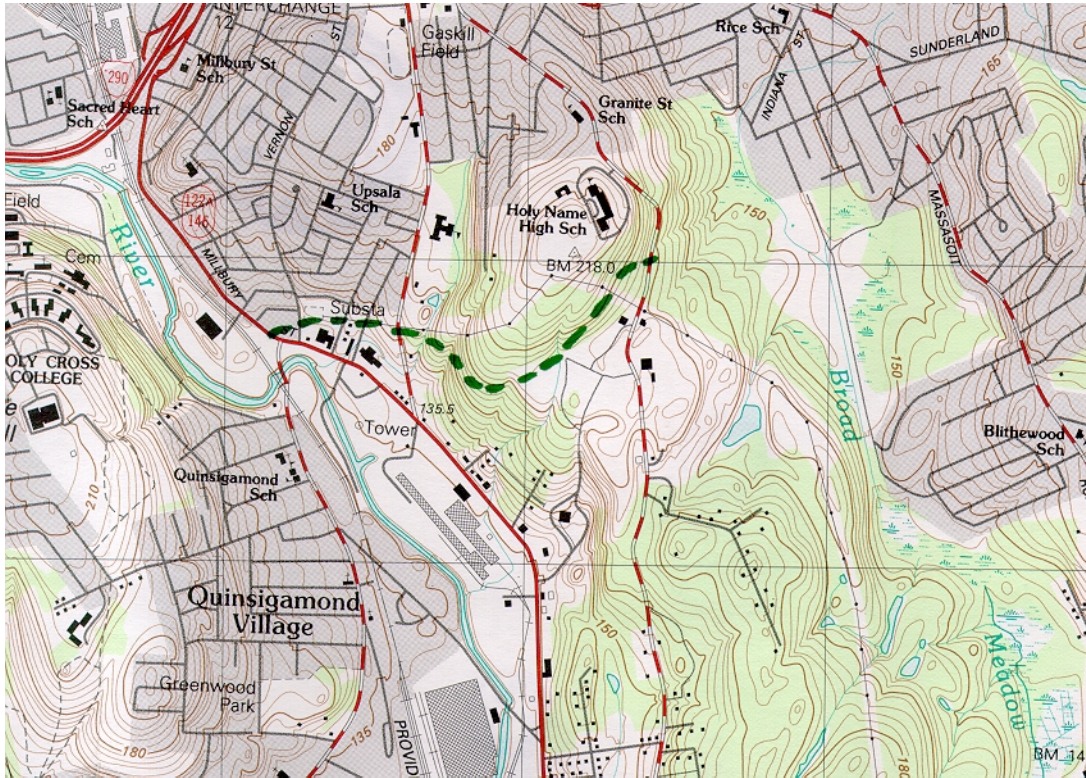 INTERCHANGE
12
ST
Gaskill
Field
Rice Sch
INDIANA ST
SUNDERLAND
165
290
Millbury St
Sch
Sacred Heart
Sch
VERNON
180
Granite St
Sch
122A
146
Upsala
Sch
Holy Name
High Sch
150
MASSASOIT
Field
River
Cem
MILLBURY
BM 218.0
Substa
OLY CROSS
COLLEGE
135.5
Tower
Broad
150
Blithewood
Sch
Quinsigamond
Sch
210
Quinsigamond
Village
150
Meadow
Greenwood
Park
135
180
PROVID
180
BM 14